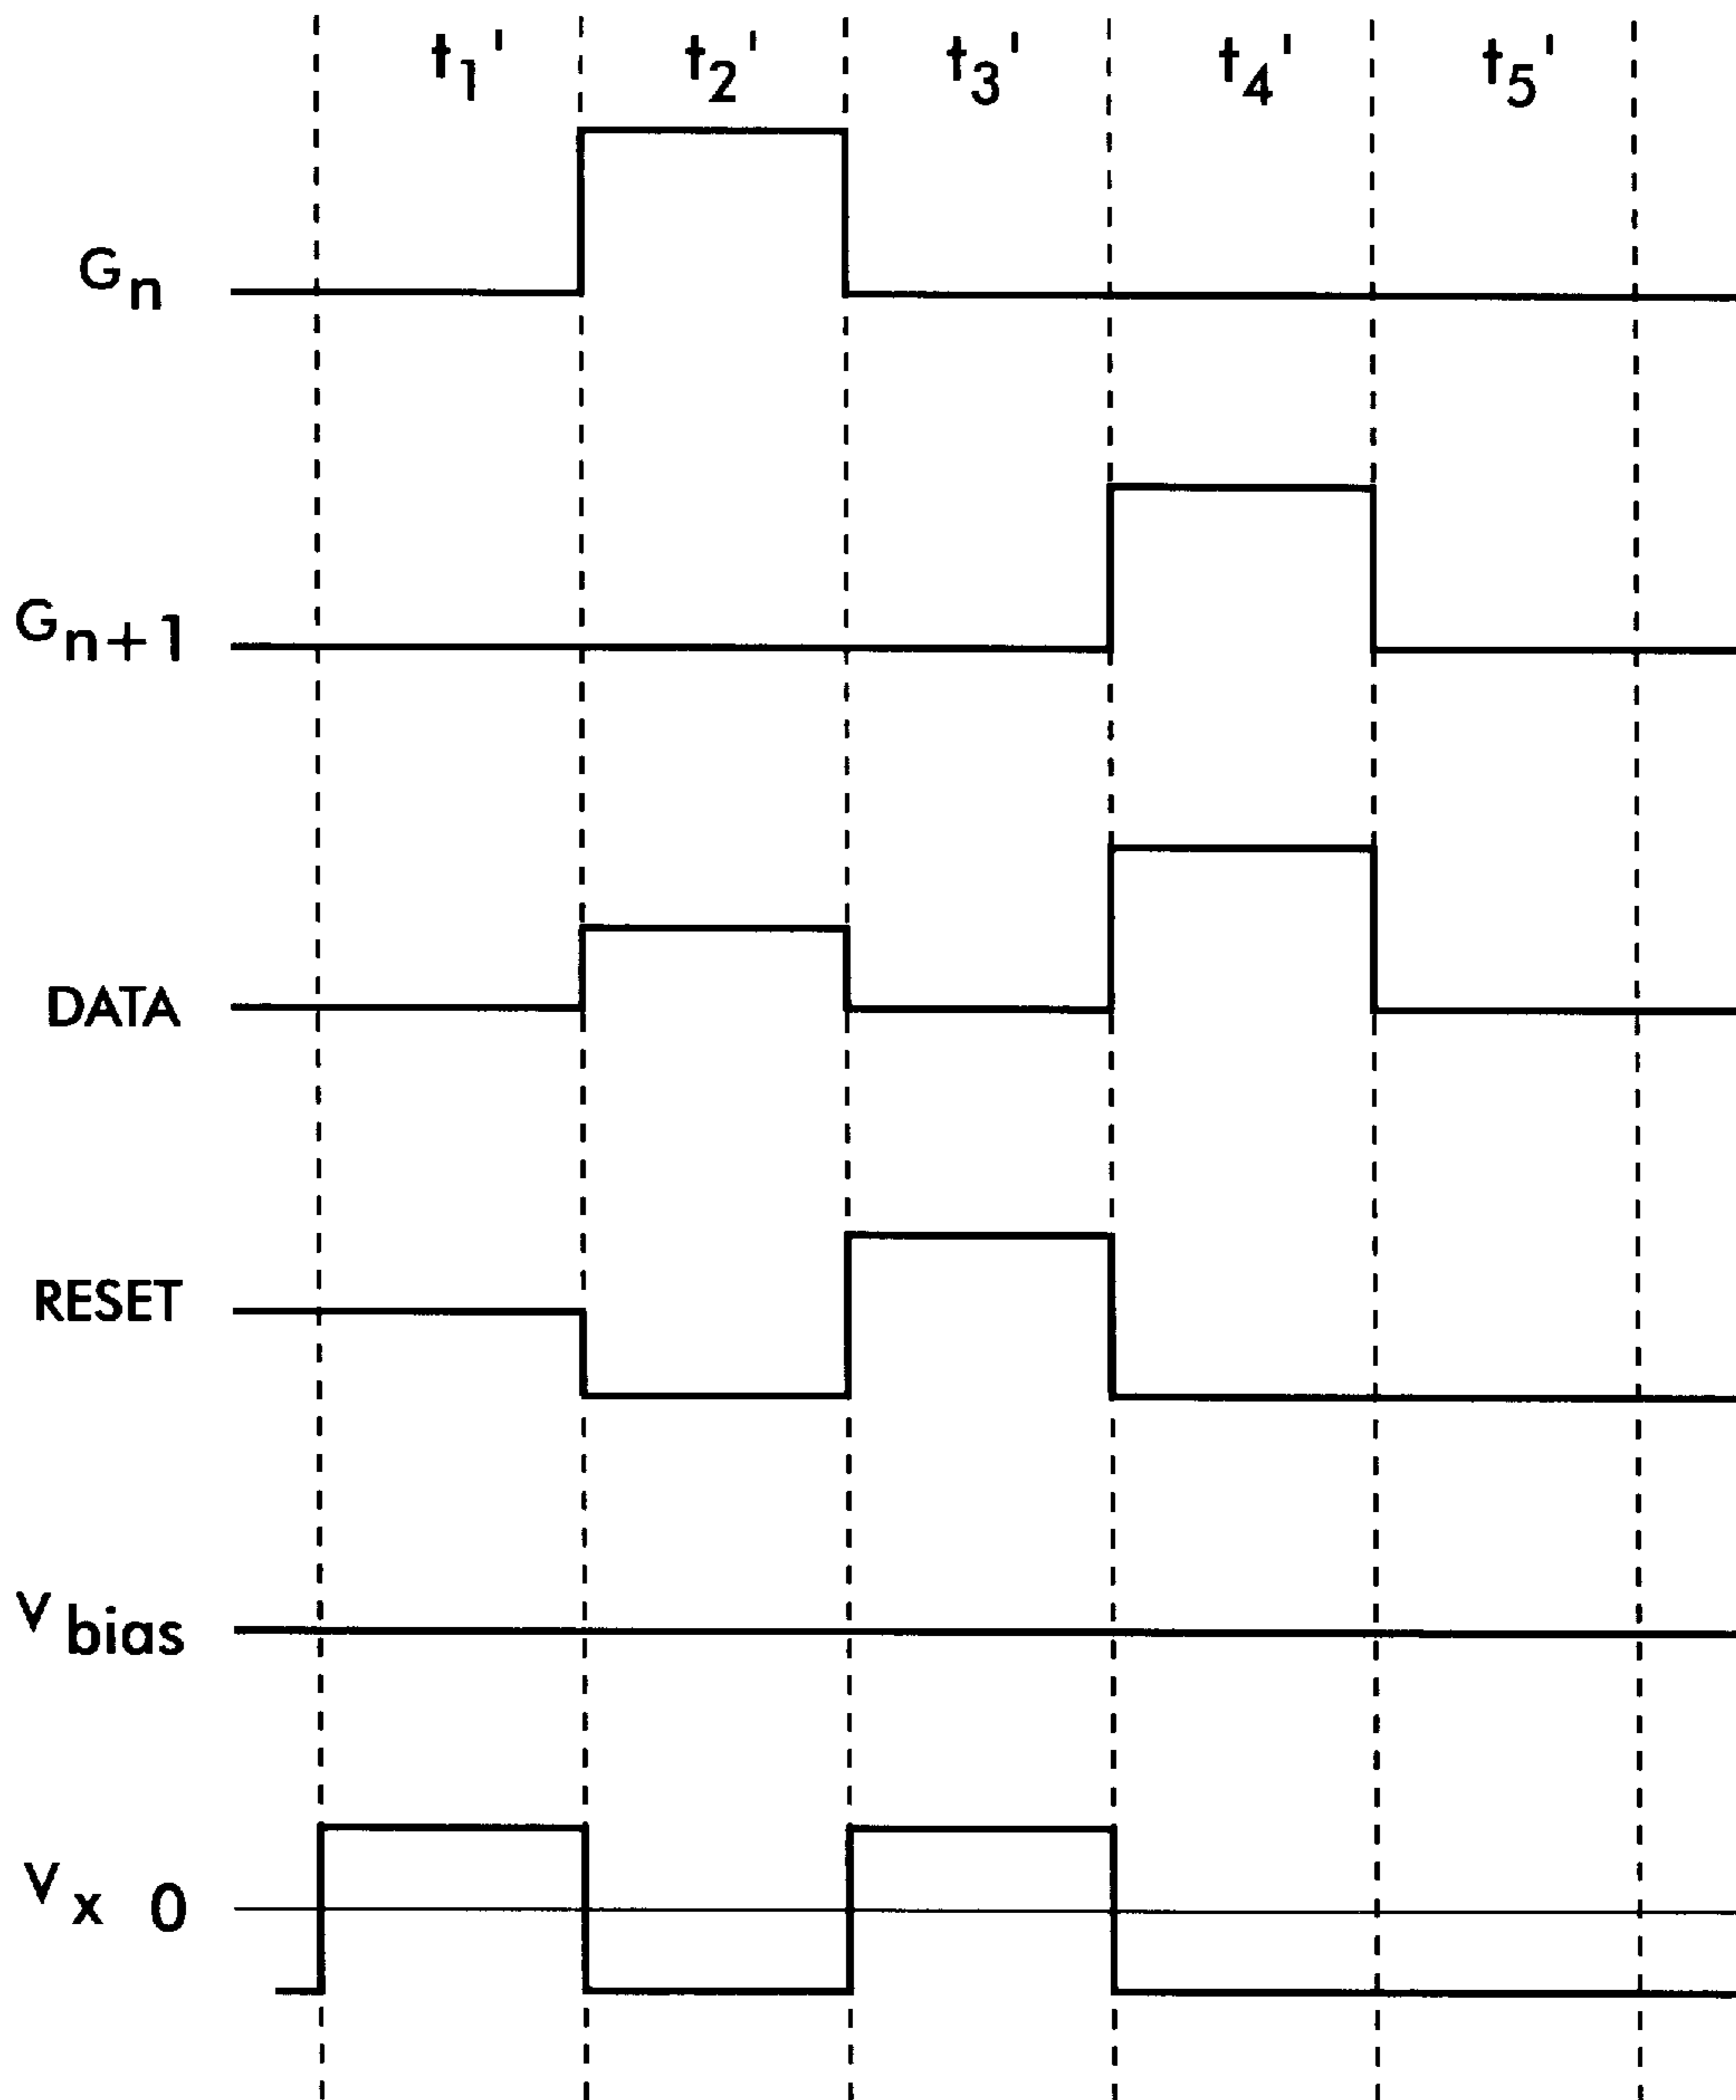 t1' t2' t3' t4' t5'
Gn
Gn+1
DATA
RESET
Vbias
Vx 0